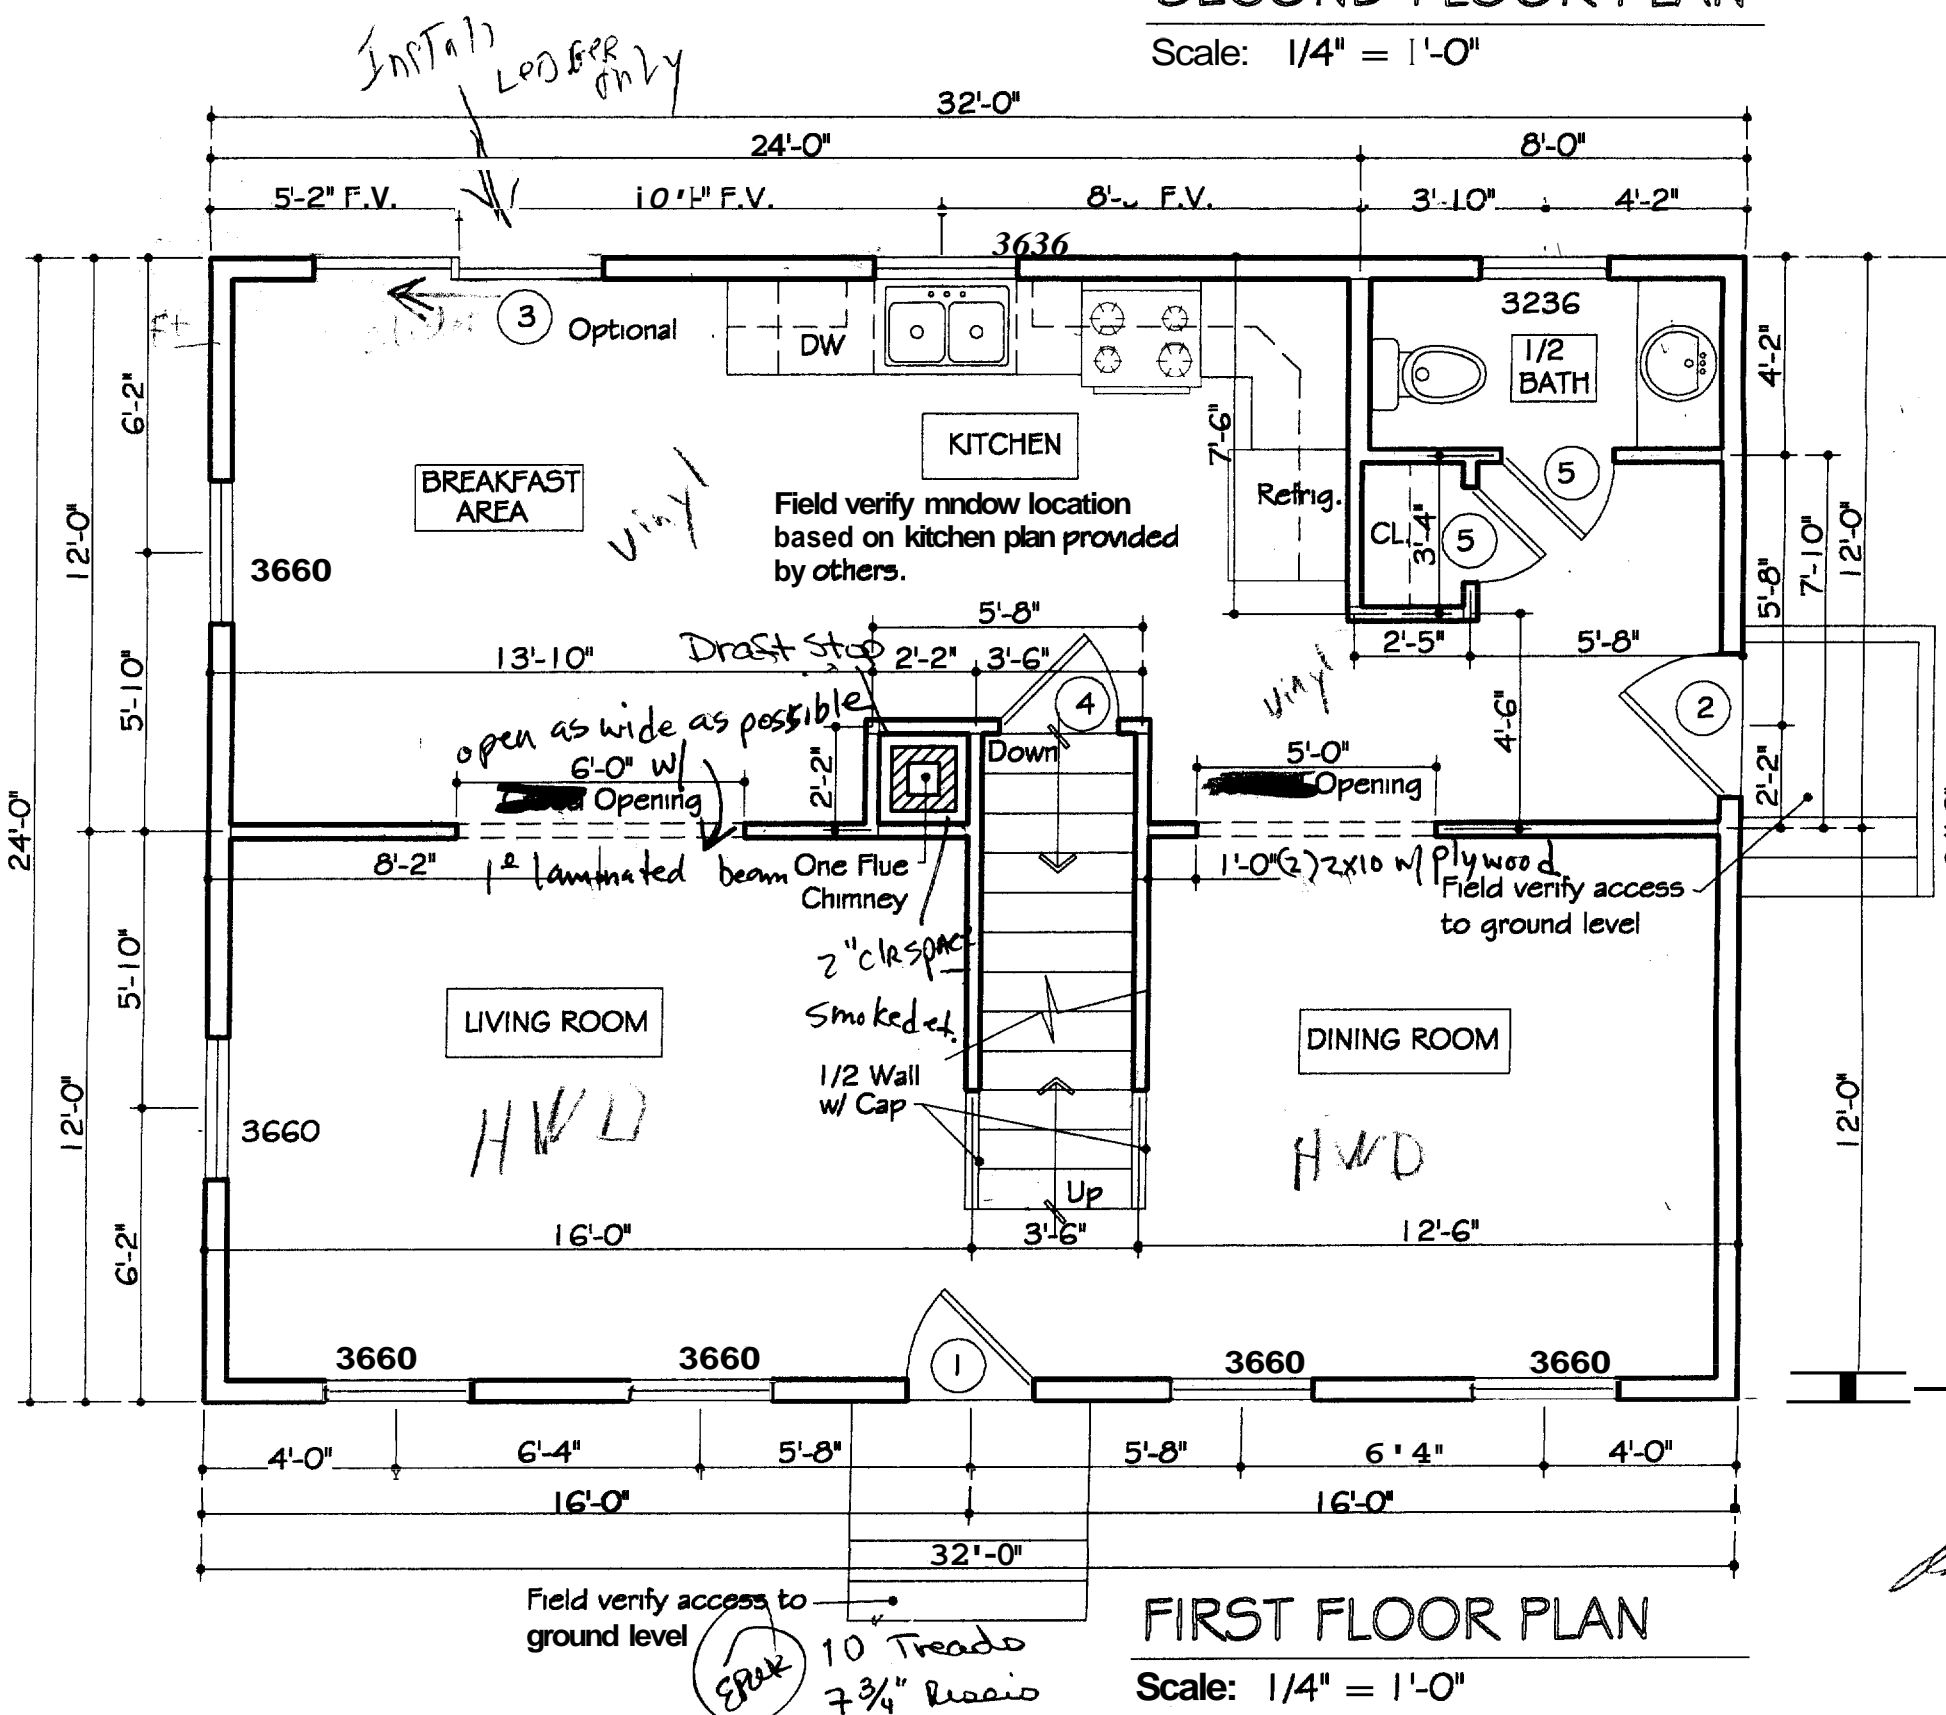 SECOND FLOOR PLAN
Scale: 1/4" = 1'-0"
Install
LEDGER
only
32'-0"
24'-0" 8'-0"
5'-2" F.V. 10'-1" F.V. F.V. 3'-10" 4'-2"
3636
3 Optional
DW
3236
1/2
BATH
KITCHEN
BREAKFAST
AREA
vinyl
Field verify mndow location
based on kitchen plan provided
by others.
Refrig.
7'-6"
CL.
3'-4"
5
5
3660
6'-2"
12'-0"
5'-10"
24'-0"
5'-10"
12'-0"
6'-2"
4'-2"
5'-8"
7'-10"
12'-0"
2'-2"
12'-0"
5'-8"
13'-10" Draft Stop 2'-2" 3'-6"
2'-5" 5'-8"
vinyl
4'-6"
4
2
open as wide as possible
6'-0" w/
Opening
2'-2"
Down
5'-0"
Opening
8'-2" laminated beam
One Flue
Chimney
1'-0" (2) 2x10 w/ plywood
Field verify access
to ground level
2" clr space
Smoke det.
LIVING ROOM
DINING ROOM
1/2 Wall
w/ Cap
HWD
HWD
3660
Up
16'-0" 3'-6" 12'-6"
3660 3660 1 3660 3660
4'-0" 6'-4" 5'-8" 5'-8" 6'4" 4'-0"
16'-0" 16'-0"
32'-0"
Field verify access to
ground level
10" Treads
7 3/4"
FIRST FLOOR PLAN
Scale: 1/4" = 1'-0"